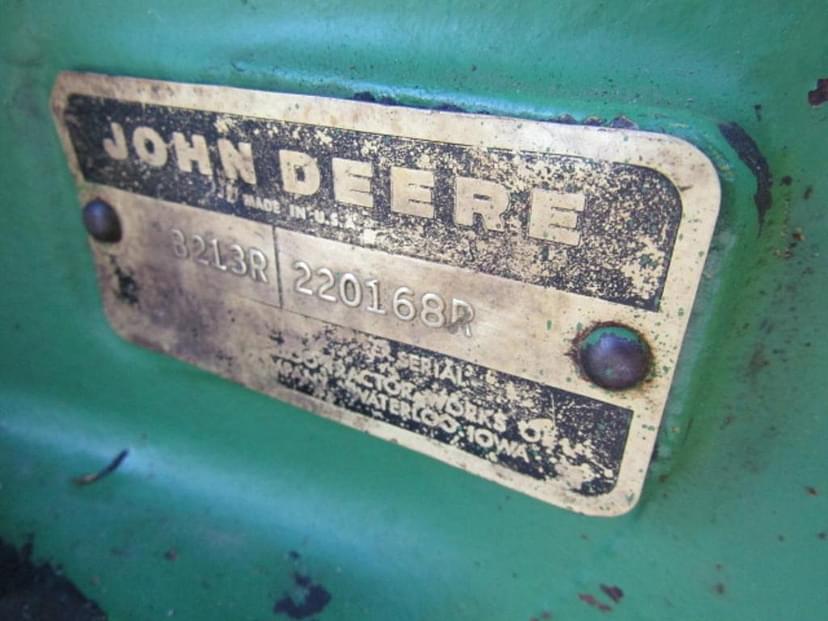 JOHN DEERE
MADE IN U.S.A.
3213R 220168R
SERIAL
TRACTOR WORKS OF
WATERLOO IOWA